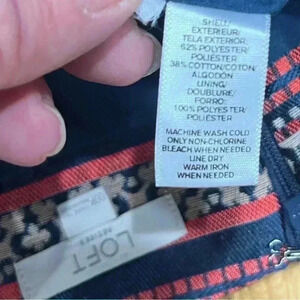 SHELL/
EXTERIEUR/
TELA EXTERIOR:
62% POLYESTER/
POLIESTER
38% COTTON/COTON/
ALGODON
LINING/
DOUBLURE/
FORRO:
100% POLYESTER/
POLIESTER
MACHINE WASH COLD
ONLY NON-CHLORINE
BLEACH WHEN NEEDED
LINE DRY
WARM IRON
WHEN NEEDED
LOFT
PETITES